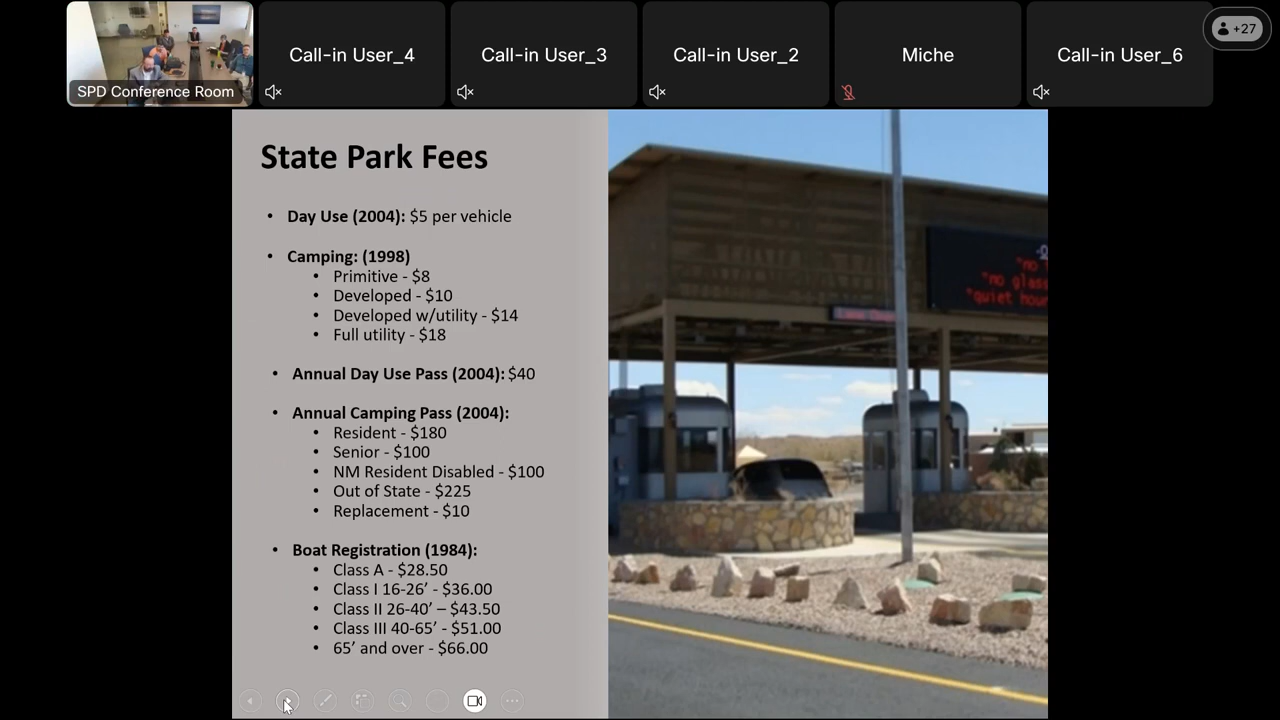 SPD Conference Room
Call-in User_4
Call-in User_3
Call-in User_2
Miche
Call-in User_6
+27
State Park Fees
• Day Use (2004): $5 per vehicle
• Camping: (1998)
• Primitive - $8
• Developed - $10
• Developed w/utility - $14
• Full utility - $18
• Annual Day Use Pass (2004): $40
• Annual Camping Pass (2004):
• Resident - $180
• Senior - $100
• NM Resident Disabled - $100
• Out of State - $225
• Replacement - $10
• Boat Registration (1984):
• Class A - $28.50
• Class I 16-26’ - $36.00
• Class II 26-40’ – $43.50
• Class III 40-65’ - $51.00
• 65’ and over - $66.00
"no
"no glass
"quiet hour